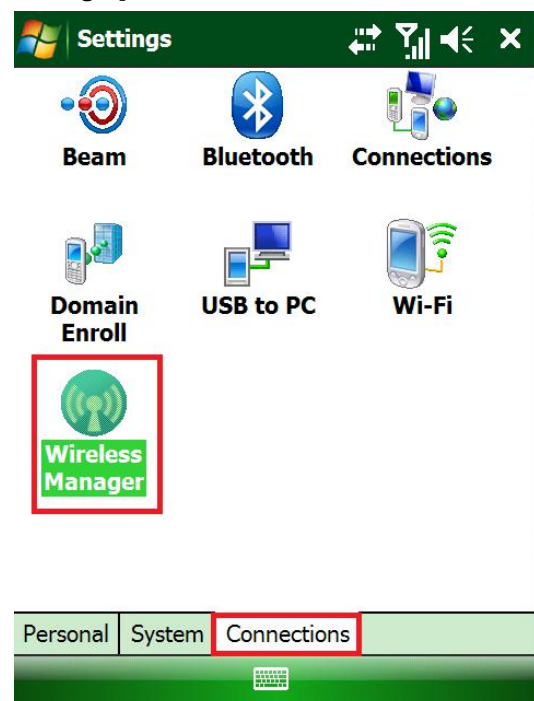 Settings
Beam Bluetooth Connections
Domain Enroll USB to PC Wi-Fi
Wireless Manager
Personal System Connections